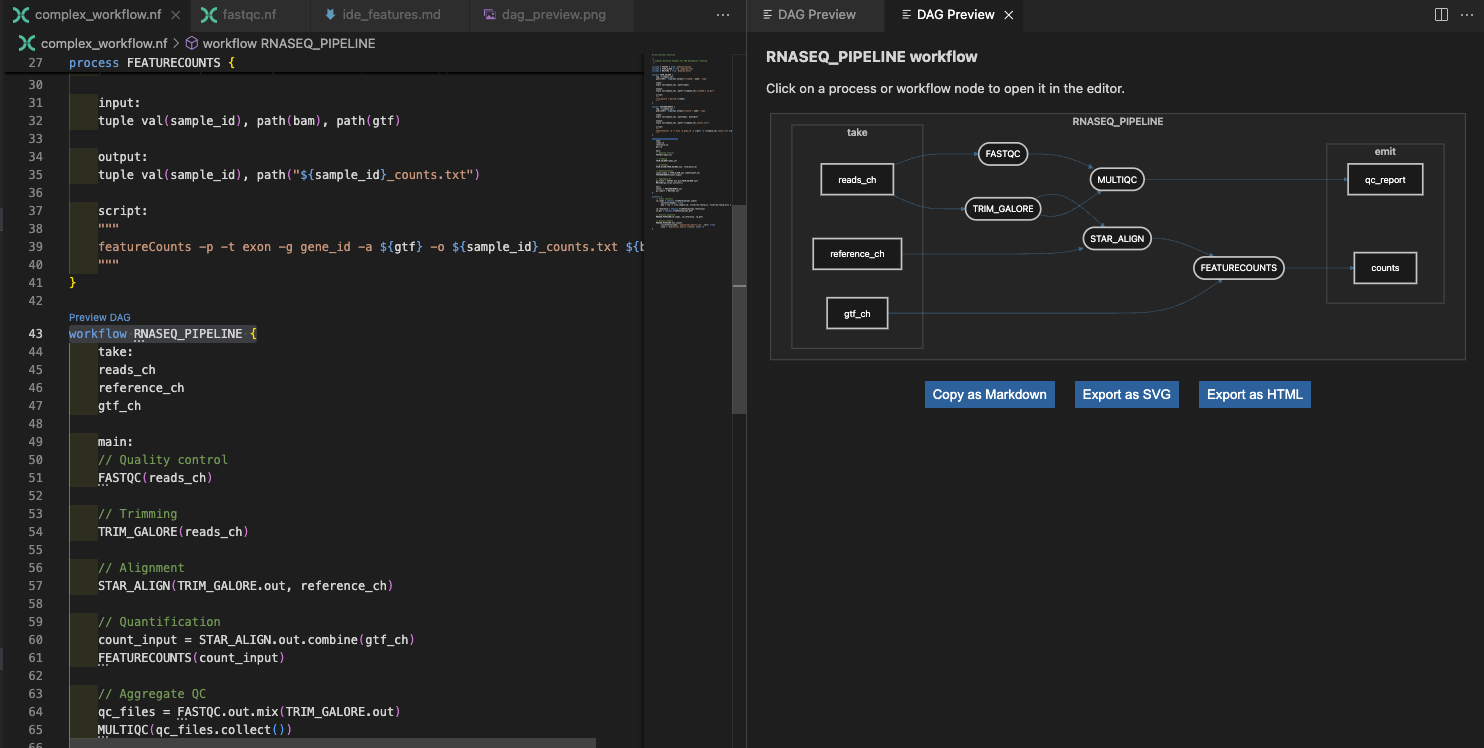 complex_workflow.nf
fastqc.nf
ide_features.md
dag_preview.png
complex_workflow.nf > workflow RNASEQ_PIPELINE
27 process FEATURECOUNTS {
30
31 input:
32 tuple val(sample_id), path(bam), path(gtf)
33
34 output:
35 tuple val(sample_id), path("${sample_id}_counts.txt")
36
37 script:
38 """
39 featureCounts -p -t exon -g gene_id -a ${gtf} -o ${sample_id}_counts.txt ${b
40 """
41 }
42
Preview DAG
43 workflow RNASEQ_PIPELINE {
44 take:
45 reads_ch
46 reference_ch
47 gtf_ch
48
49 main:
50 // Quality control
51 FASTQC(reads_ch)
52
53 // Trimming
54 TRIM_GALORE(reads_ch)
55
56 // Alignment
57 STAR_ALIGN(TRIM_GALORE.out, reference_ch)
58
59 // Quantification
60 count_input = STAR_ALIGN.out.combine(gtf_ch)
61 FEATURECOUNTS(count_input)
62
63 // Aggregate QC
64 qc_files = FASTQC.out.mix(TRIM_GALORE.out)
65 MULTIQC(qc_files.collect())
66
DAG Preview
DAG Preview
RNASEQ_PIPELINE workflow
Click on a process or workflow node to open it in the editor.
RNASEQ_PIPELINE
take
reads_ch
reference_ch
gtf_ch
FASTQC
TRIM_GALORE
MULTIQC
STAR_ALIGN
FEATURECOUNTS
emit
qc_report
counts
Copy as Markdown
Export as SVG
Export as HTML